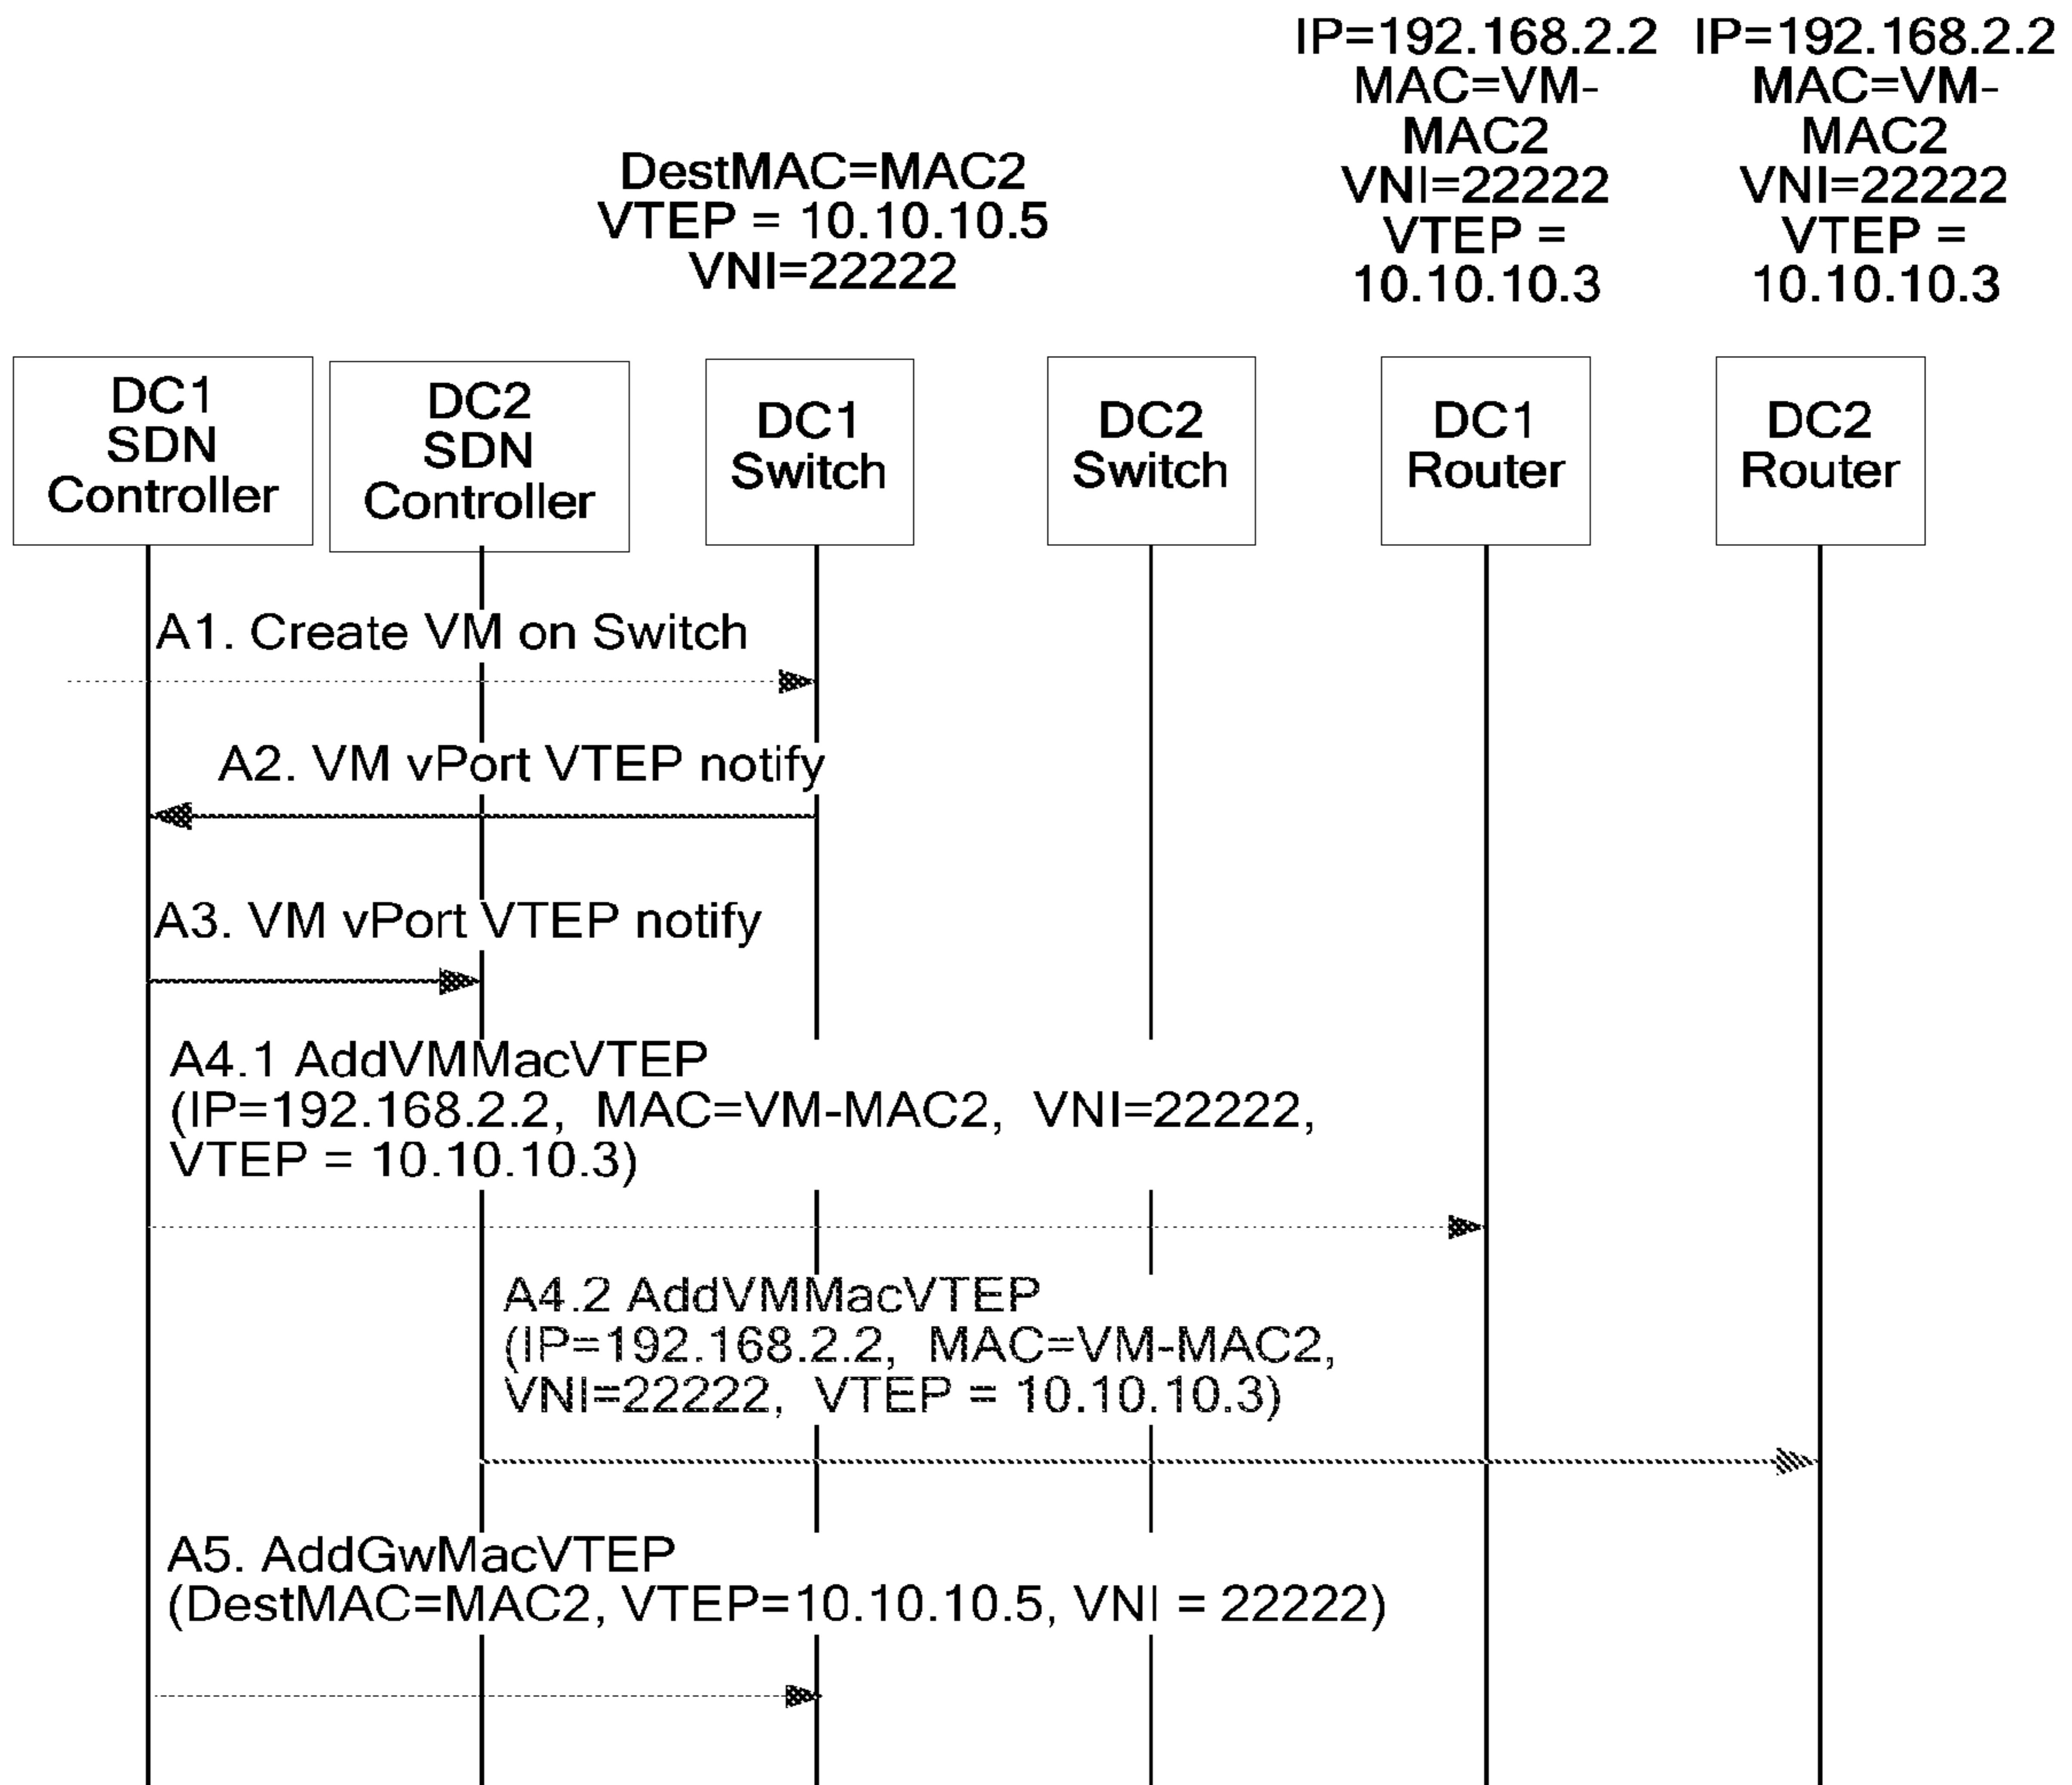 IP=192.168.2.2
MAC=VM-
MAC2
VNI=22222
VTEP =
10.10.10.3
IP=192.168.2.2
MAC=VM-
MAC2
VNI=22222
VTEP =
10.10.10.3
DestMAC=MAC2
VTEP = 10.10.10.5
VNI=22222
DC1
SDN
Controller
DC2
SDN
Controller
DC1
Switch
DC2
Switch
DC1
Router
DC2
Router
A1. Create VM on Switch
A2. VM vPort VTEP notify
A3. VM vPort VTEP notify
A4.1 AddVMMacVTEP
(IP=192.168.2.2, MAC=VM-MAC2, VNI=22222,
VTEP = 10.10.10.3)
A4.2 AddVMMacVTEP
(IP=192.168.2.2, MAC=VM-MAC2,
VNI=22222, VTEP = 10.10.10.3)
A5. AddGwMacVTEP
(DestMAC=MAC2, VTEP=10.10.10.5, VNI = 22222)